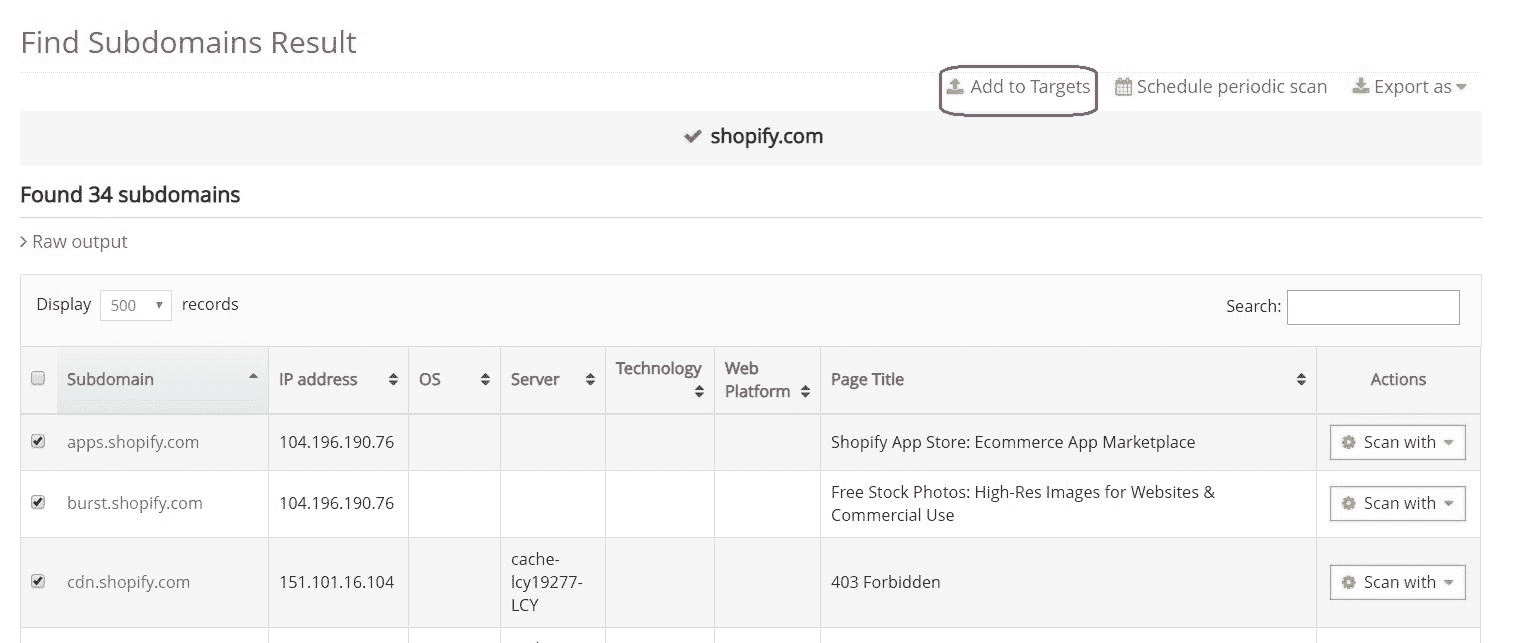 Find Subdomains Result
Add to Targets Schedule periodic scan Export as
shopify.com
Found 34 subdomains
> Raw output
Display 500 records Search:
Subdomain IP address OS Server Technology Web Platform Page Title Actions
apps.shopify.com 104.196.190.76 Shopify App Store: Ecommerce App Marketplace Scan with
burst.shopify.com 104.196.190.76 Free Stock Photos: High-Res Images for Websites &
Commercial Use Scan with
cache-
lcy19277-
cdn.shopify.com 151.101.16.104 403 Forbidden Scan with
LCY